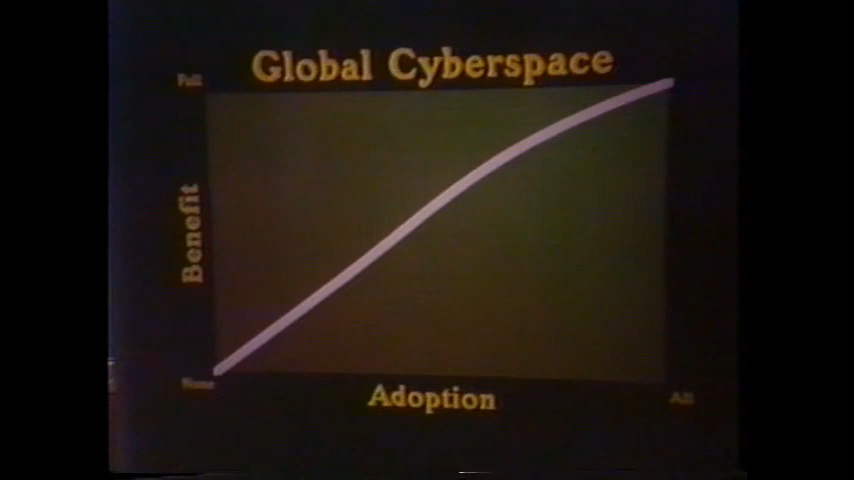 Global Cyberspace
Full
Benefit
None
Adoption
All